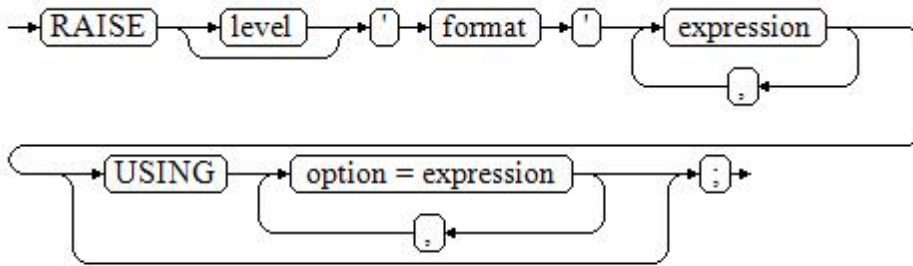 RAISE level ' format ' expression
,
USING option = expression ;
,